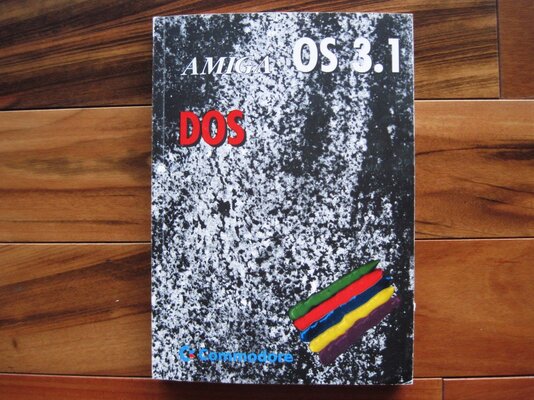 AMIGA OS 3.1
DOS
Commodore